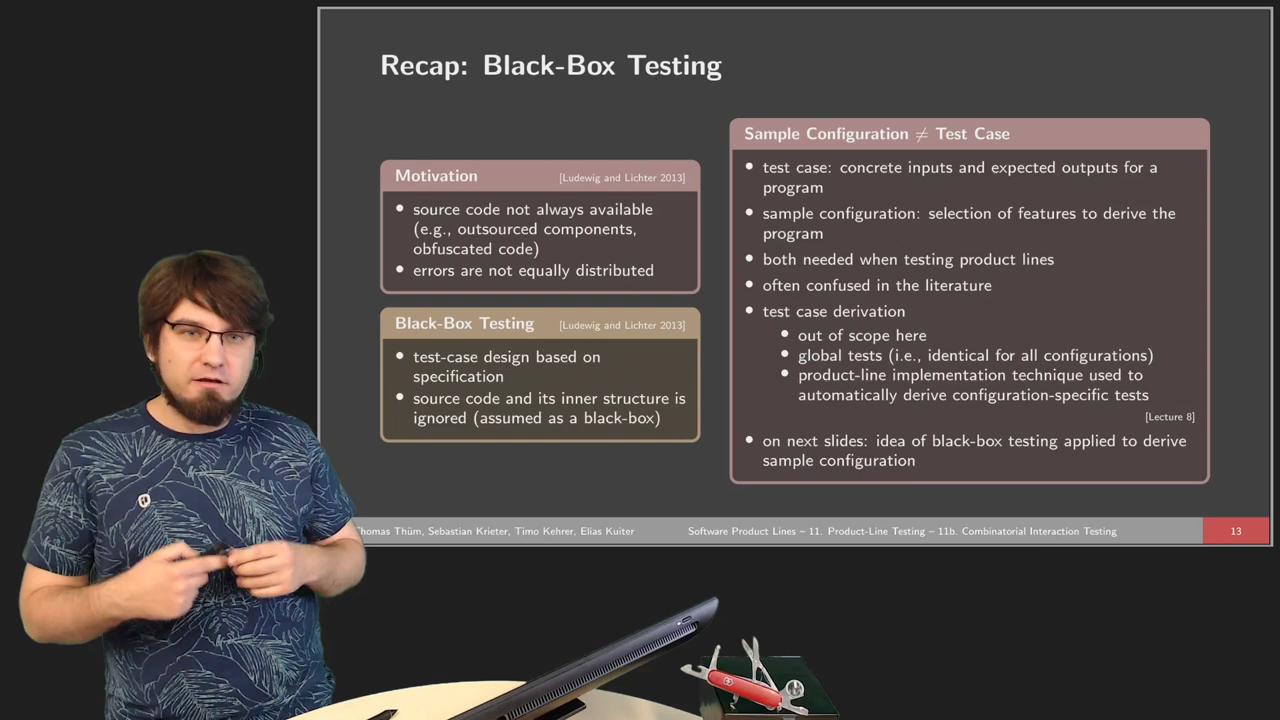 Recap: Black-Box Testing
Motivation [Ludewig and Lichter 2013]
• source code not always available
(e.g., outsourced components,
obfuscated code)
• errors are not equally distributed
Black-Box Testing [Ludewig and Lichter 2013]
• test-case design based on
specification
• source code and its inner structure is
ignored (assumed as a black-box)
Sample Configuration ≠ Test Case
• test case: concrete inputs and expected outputs for a
program
• sample configuration: selection of features to derive the
program
• both needed when testing product lines
• often confused in the literature
• test case derivation
• out of scope here
• global tests (i.e., identical for all configurations)
• product-line implementation technique used to
automatically derive configuration-specific tests
[Lecture 8]
• on next slides: idea of black-box testing applied to derive
sample configuration
Thomas Thüm, Sebastian Krieter, Timo Kehrer, Elias Kuiter Software Product Lines – 11. Product-Line Testing – 11b. Combinatorial Interaction Testing 13